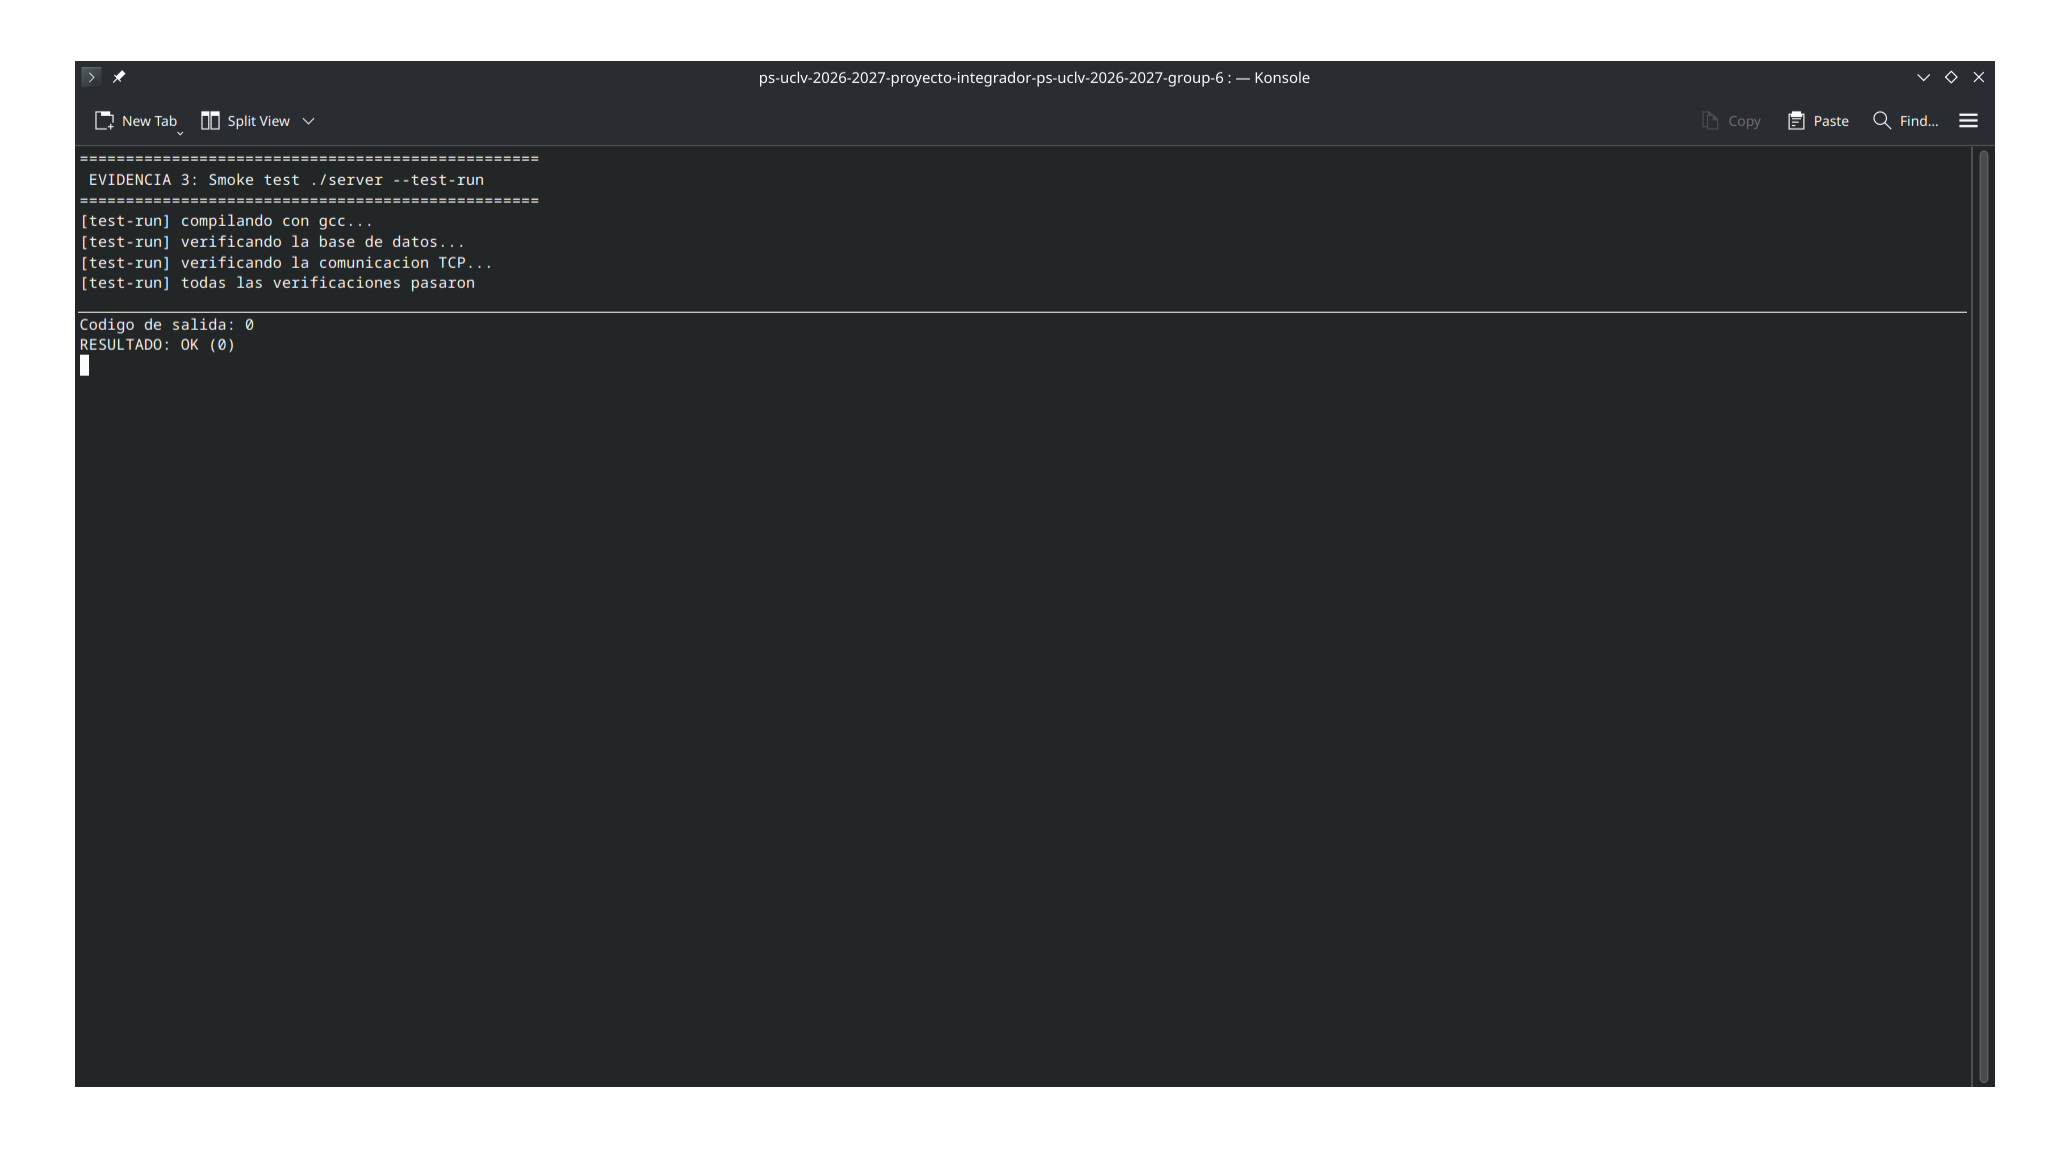 ps-uclv-2026-2027-proyecto-integrador-ps-uclv-2026-2027-group-6 : — Konsole
New Tab Split View Copy Paste Find...
==================================================
EVIDENCIA 3: Smoke test ./server --test-run
==================================================
[test-run] compilando con gcc...
[test-run] verificando la base de datos...
[test-run] verificando la comunicacion TCP...
[test-run] todas las verificaciones pasaron
Codigo de salida: 0
RESULTADO: OK (0)